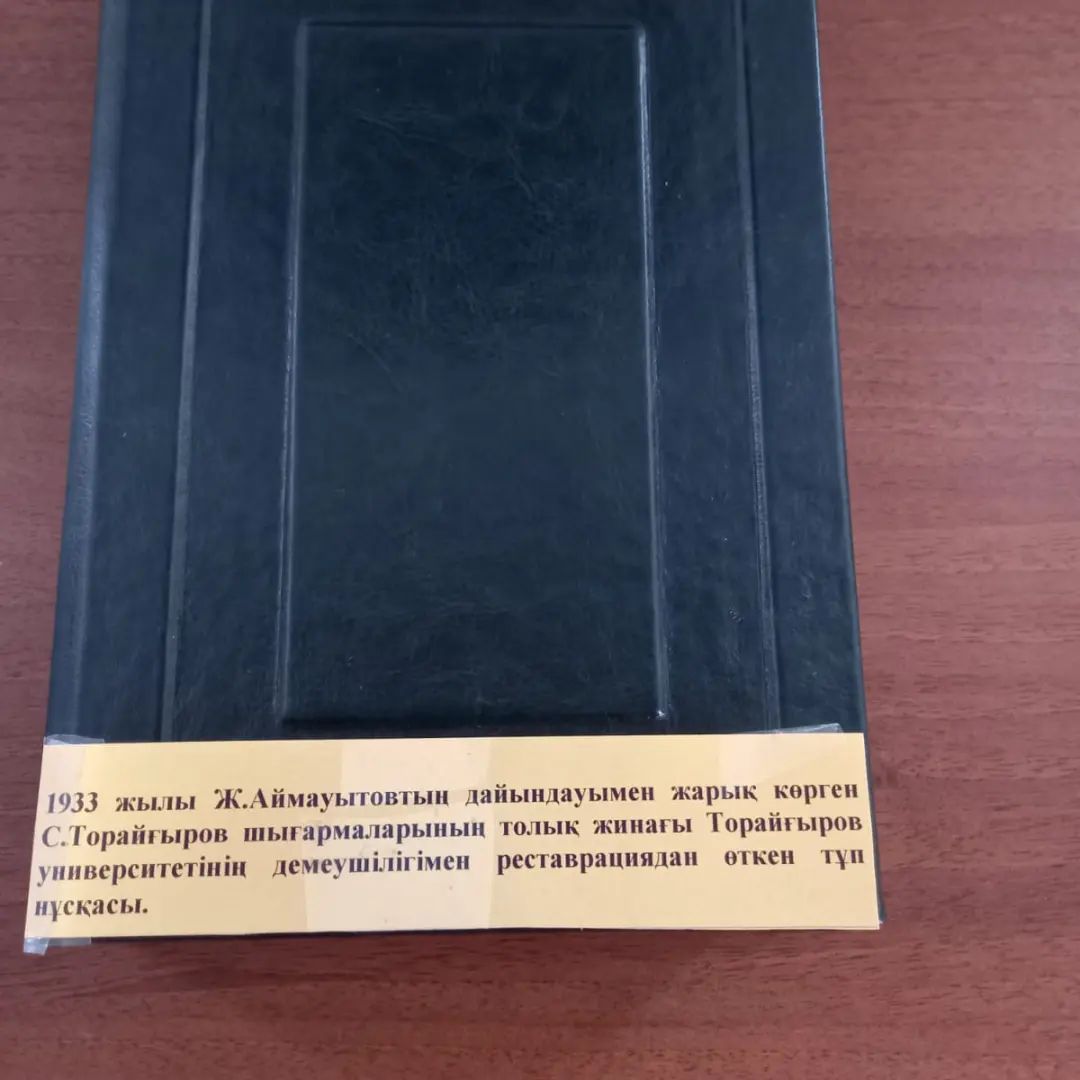 1933 жылы Ж.Аймауытовтың дайындауымен жарық көрген
С.Торайғыров шығармаларының толық жинағы Торайғыров
университетінің демеушілігімен реставрациядан өткен түп
нұсқасы.